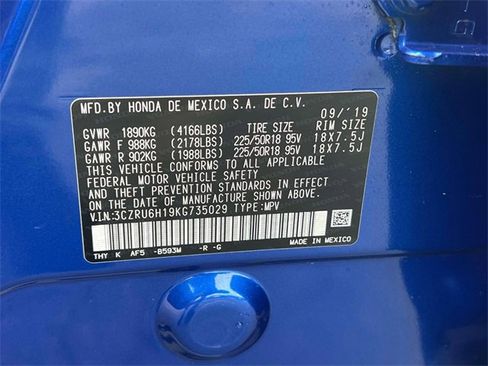 MFD.BY HONDA DE MEXICO S.A. DE C.V.
09/'19
GVWR 1890KG (4166LBS) TIRE SIZE RIM SIZE
GAWR F 988KG (2178LBS) 225/50R18 95V 18X7.5J
GAWR R 902KG (1988LBS) 225/50R18 95V 18X7.5J
THIS VEHICLE CONFORMS TO ALL APPLICABLE
FEDERAL MOTOR VEHICLE SAFETY
AND THEFT PREVENTION STANDARDS IN EFFECT
ON THE DATE OF MANUFACTURE SHOWN ABOVE.
V.I.N:3CZRU6H19KG735029 TYPE:MPV
THY K AF5 -8593M -R -G
MADE IN MEXICO